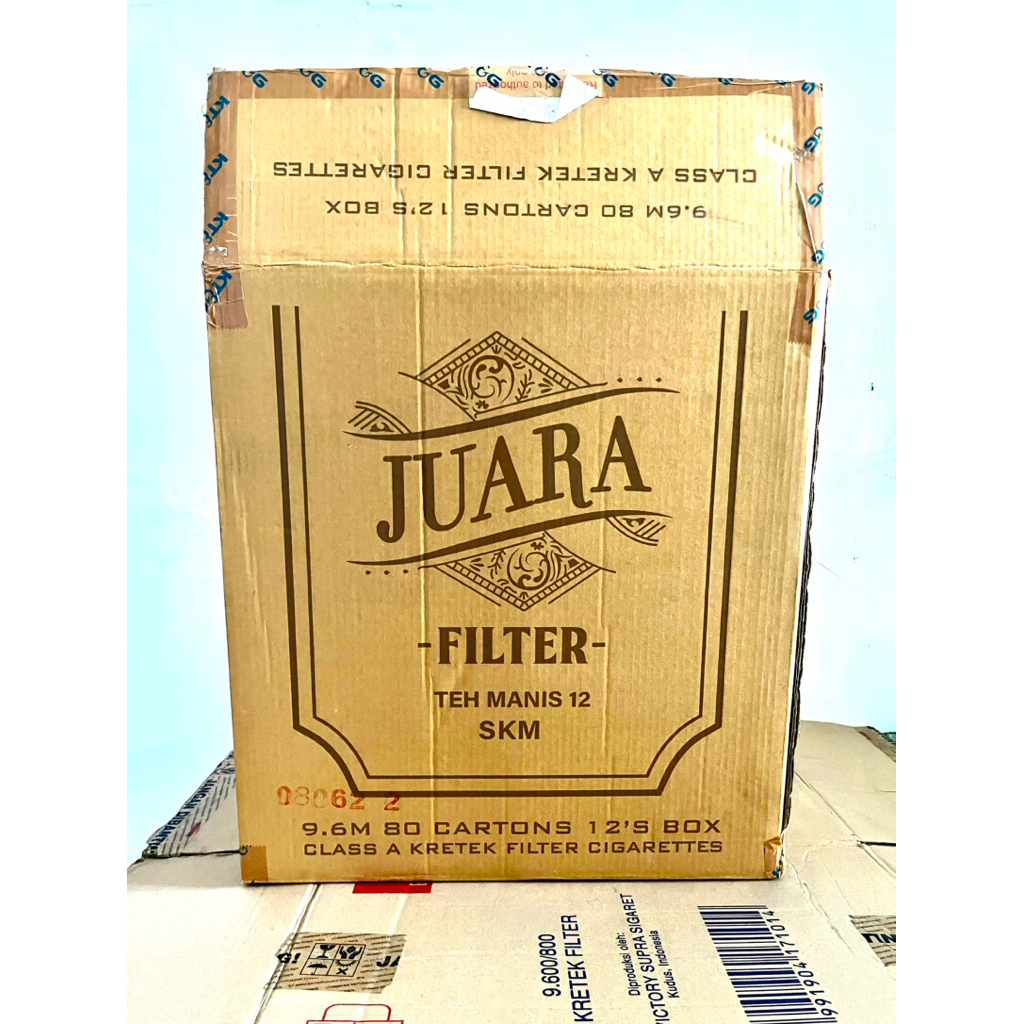 CLASS A KRETEK FILTER CIGARETTES
9.6M 80 CARTONS 12'S BOX
JUARA
-FILTER-
TEH MANIS 12
SKM
9.6M 80 CARTONS 12'S BOX
CLASS A KRETEK FILTER CIGARETTES
9.600/800
KRETEK FILTER
Diproduksi oleh:
VICTORY SUPRA SIGARET
Kudus, Indonesia